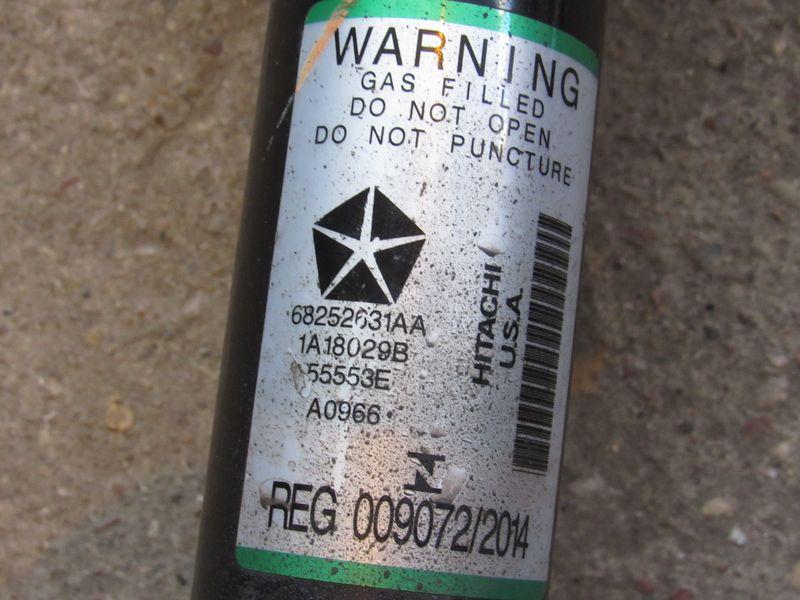 WARNING
GAS FILLED
DO NOT OPEN
DO NOT PUNCTURE
68252631AA
1A18029B
55553E
A0966
HITACHI
U.S.A.
REG 009072/2014